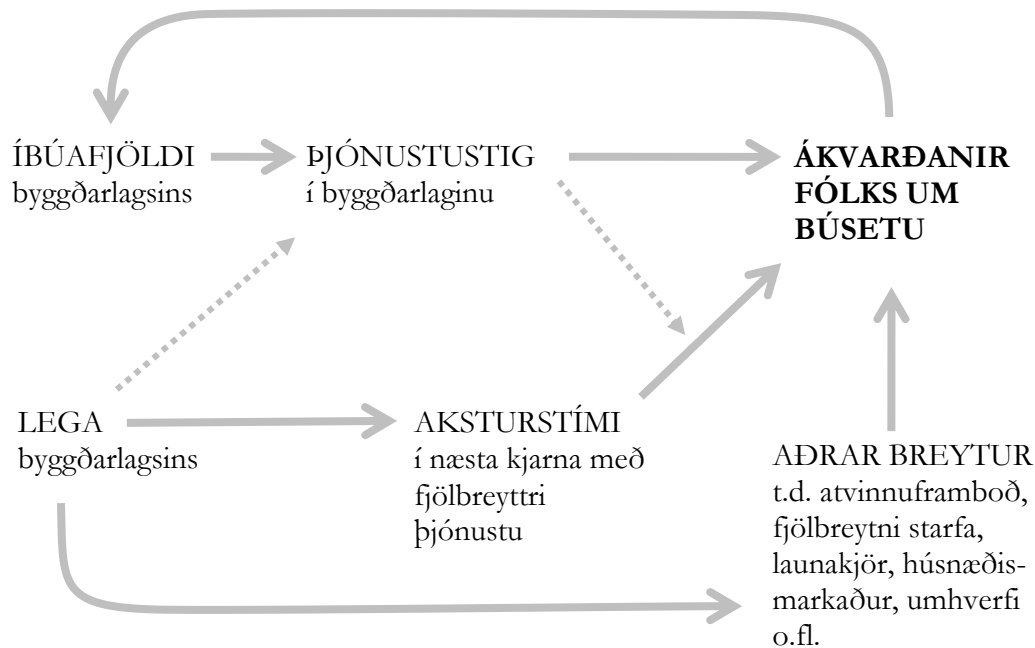 ÍBÚAFJÖLDI
byggðarlagsins
ÞJÓNUSTUSTIG
í byggðarlaginu
ÁKVARÐANIR
FÓLKS UM
BÚSETU
LEGA
byggðarlagsins
AKSTURSTÍMI
í næsta kjarna með
fjölbreyttri
þjónustu
AÐRAR BREYTUR
t.d. atvinnuframboð,
fjölbreytni starfa,
launakjör, húsnæðis-
markaður, umhverfi
o.fl.